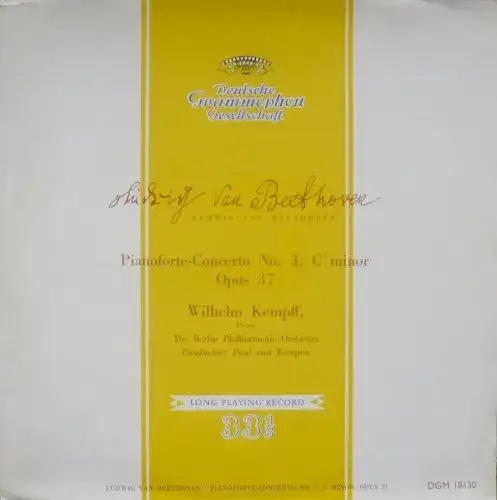 Deutsche
Grammophon
Gesellschaft
Ludwig Van Beethoven
LUDWIG VAN BEETHOVEN
Pianoforte-Concerto No. 3, C minor
Opus 37
Wilhelm Kempff,
Piano
The Berlin Philharmonic Orchestra
Conductor: Paul van Kempen
LONG PLAYING RECORD
33⅓
LUDWIG VAN BEETHOVEN · PIANOFORTE-CONCERTO NO. 3, C MINOR, OPUS 37
DGM 18130